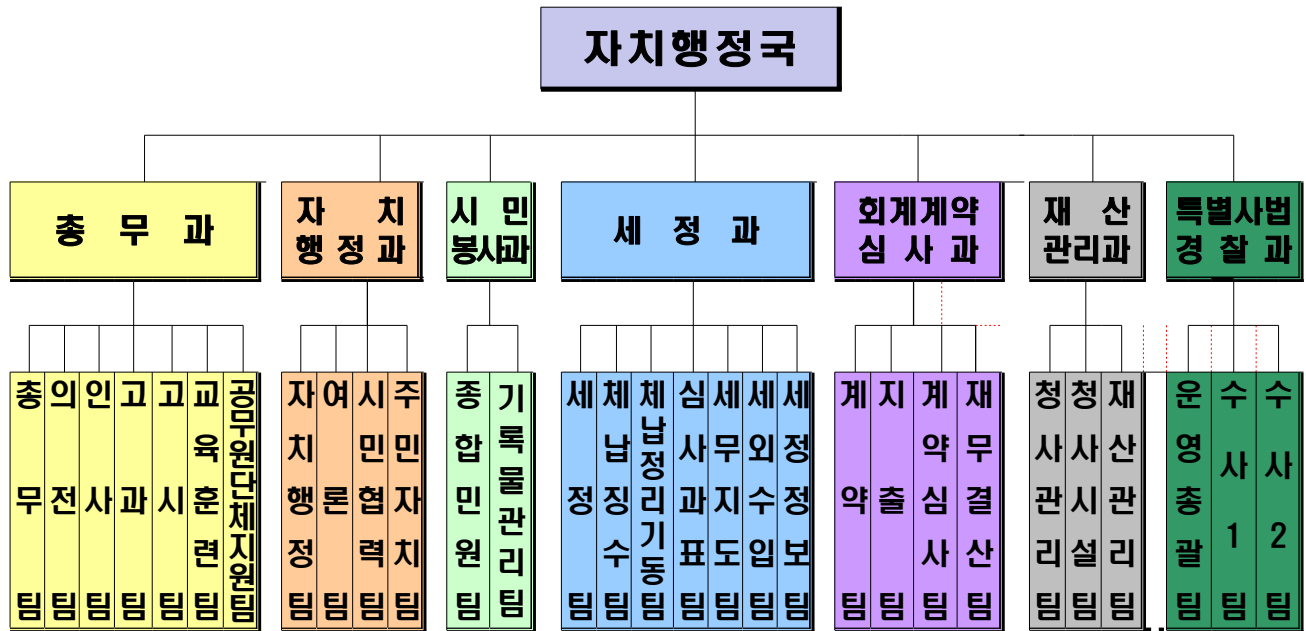 자치행정국
총 무 과
자 치
행 정 과
시 민
봉사과
세 정 과
회계계약
심 사 과
재 산
관리과
특별사법
경 찰 과
총무팀
의전팀
인사팀
고과팀
고시팀
교육훈련팀
공무원단체지원팀
자치행정팀
여론팀
시민협력팀
주민자치팀
종합민원팀
기록물관리팀
세정팀
체납징수팀
체납정리기동팀
심사과표팀
세무지도팀
세외수입팀
세정정보팀
계약팀
지출팀
계약심사팀
재무결산팀
청사관리팀
청사시설팀
재산관리팀
운영총괄팀
수사1팀
수사2팀